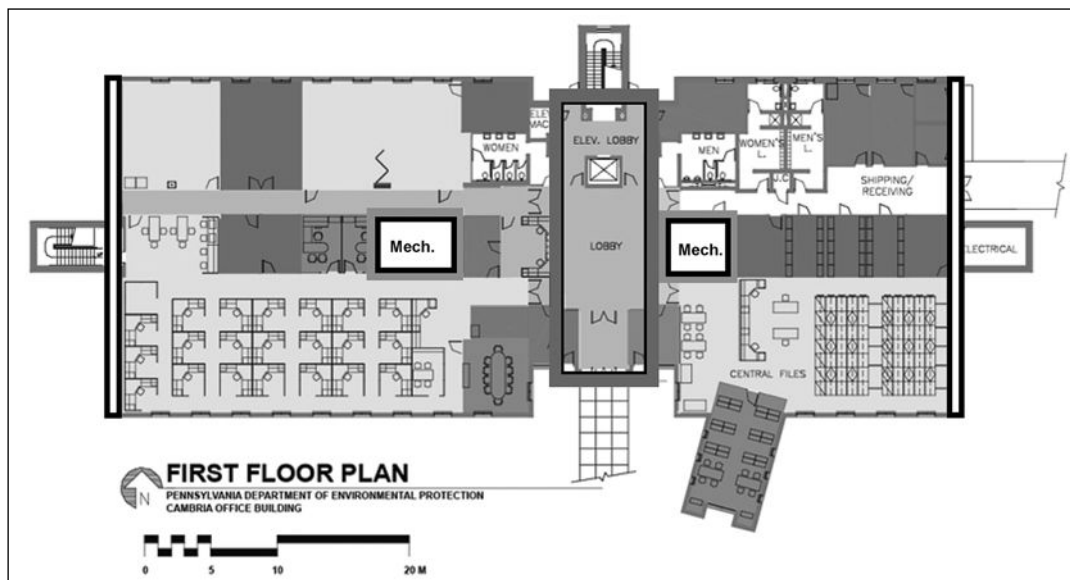 ELEV.
MAC
ELEV. LOBBY
WOMEN
MEN
WOMEN'S
L.
MEN'S
L.
J.C
SHIPPING/
RECEIVING
Mech.
LOBBY
Mech.
ELECTRICAL
CENTRAL FILES
FIRST FLOOR PLAN
N
PENNSYLVANIA DEPARTMENT OF ENVIRONMENTAL PROTECTION
CAMBRIA OFFICE BUILDING
0 5 10 20 M